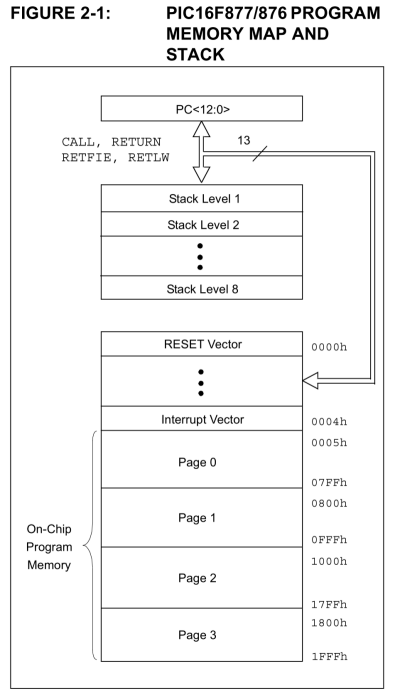 FIGURE 2-1: PIC16F877/876 PROGRAM
MEMORY MAP AND
STACK
PC<12:0>
CALL, RETURN
RETFIE, RETLW
13
Stack Level 1
Stack Level 2
Stack Level 8
RESET Vector
0000h
Interrupt Vector
0004h
0005h
Page 0
07FFh
0800h
Page 1
0FFFh
On-Chip
Program
Memory
1000h
Page 2
17FFh
1800h
Page 3
1FFFh